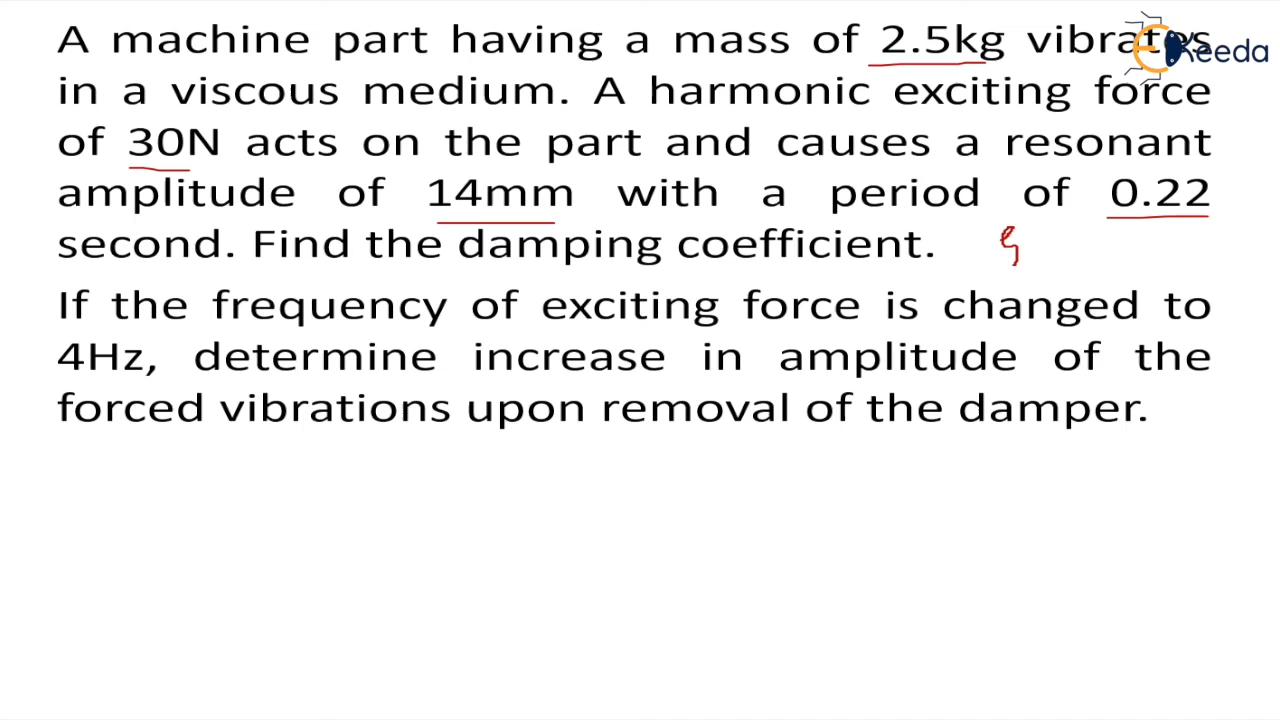 A machine part having a mass of 2.5kg vibrates
in a viscous medium. A harmonic exciting force
of 30N acts on the part and causes a resonant
amplitude of 14mm with a period of 0.22
second. Find the damping coefficient.
If the frequency of exciting force is changed to
4Hz, determine increase in amplitude of the
forced vibrations upon removal of the damper.